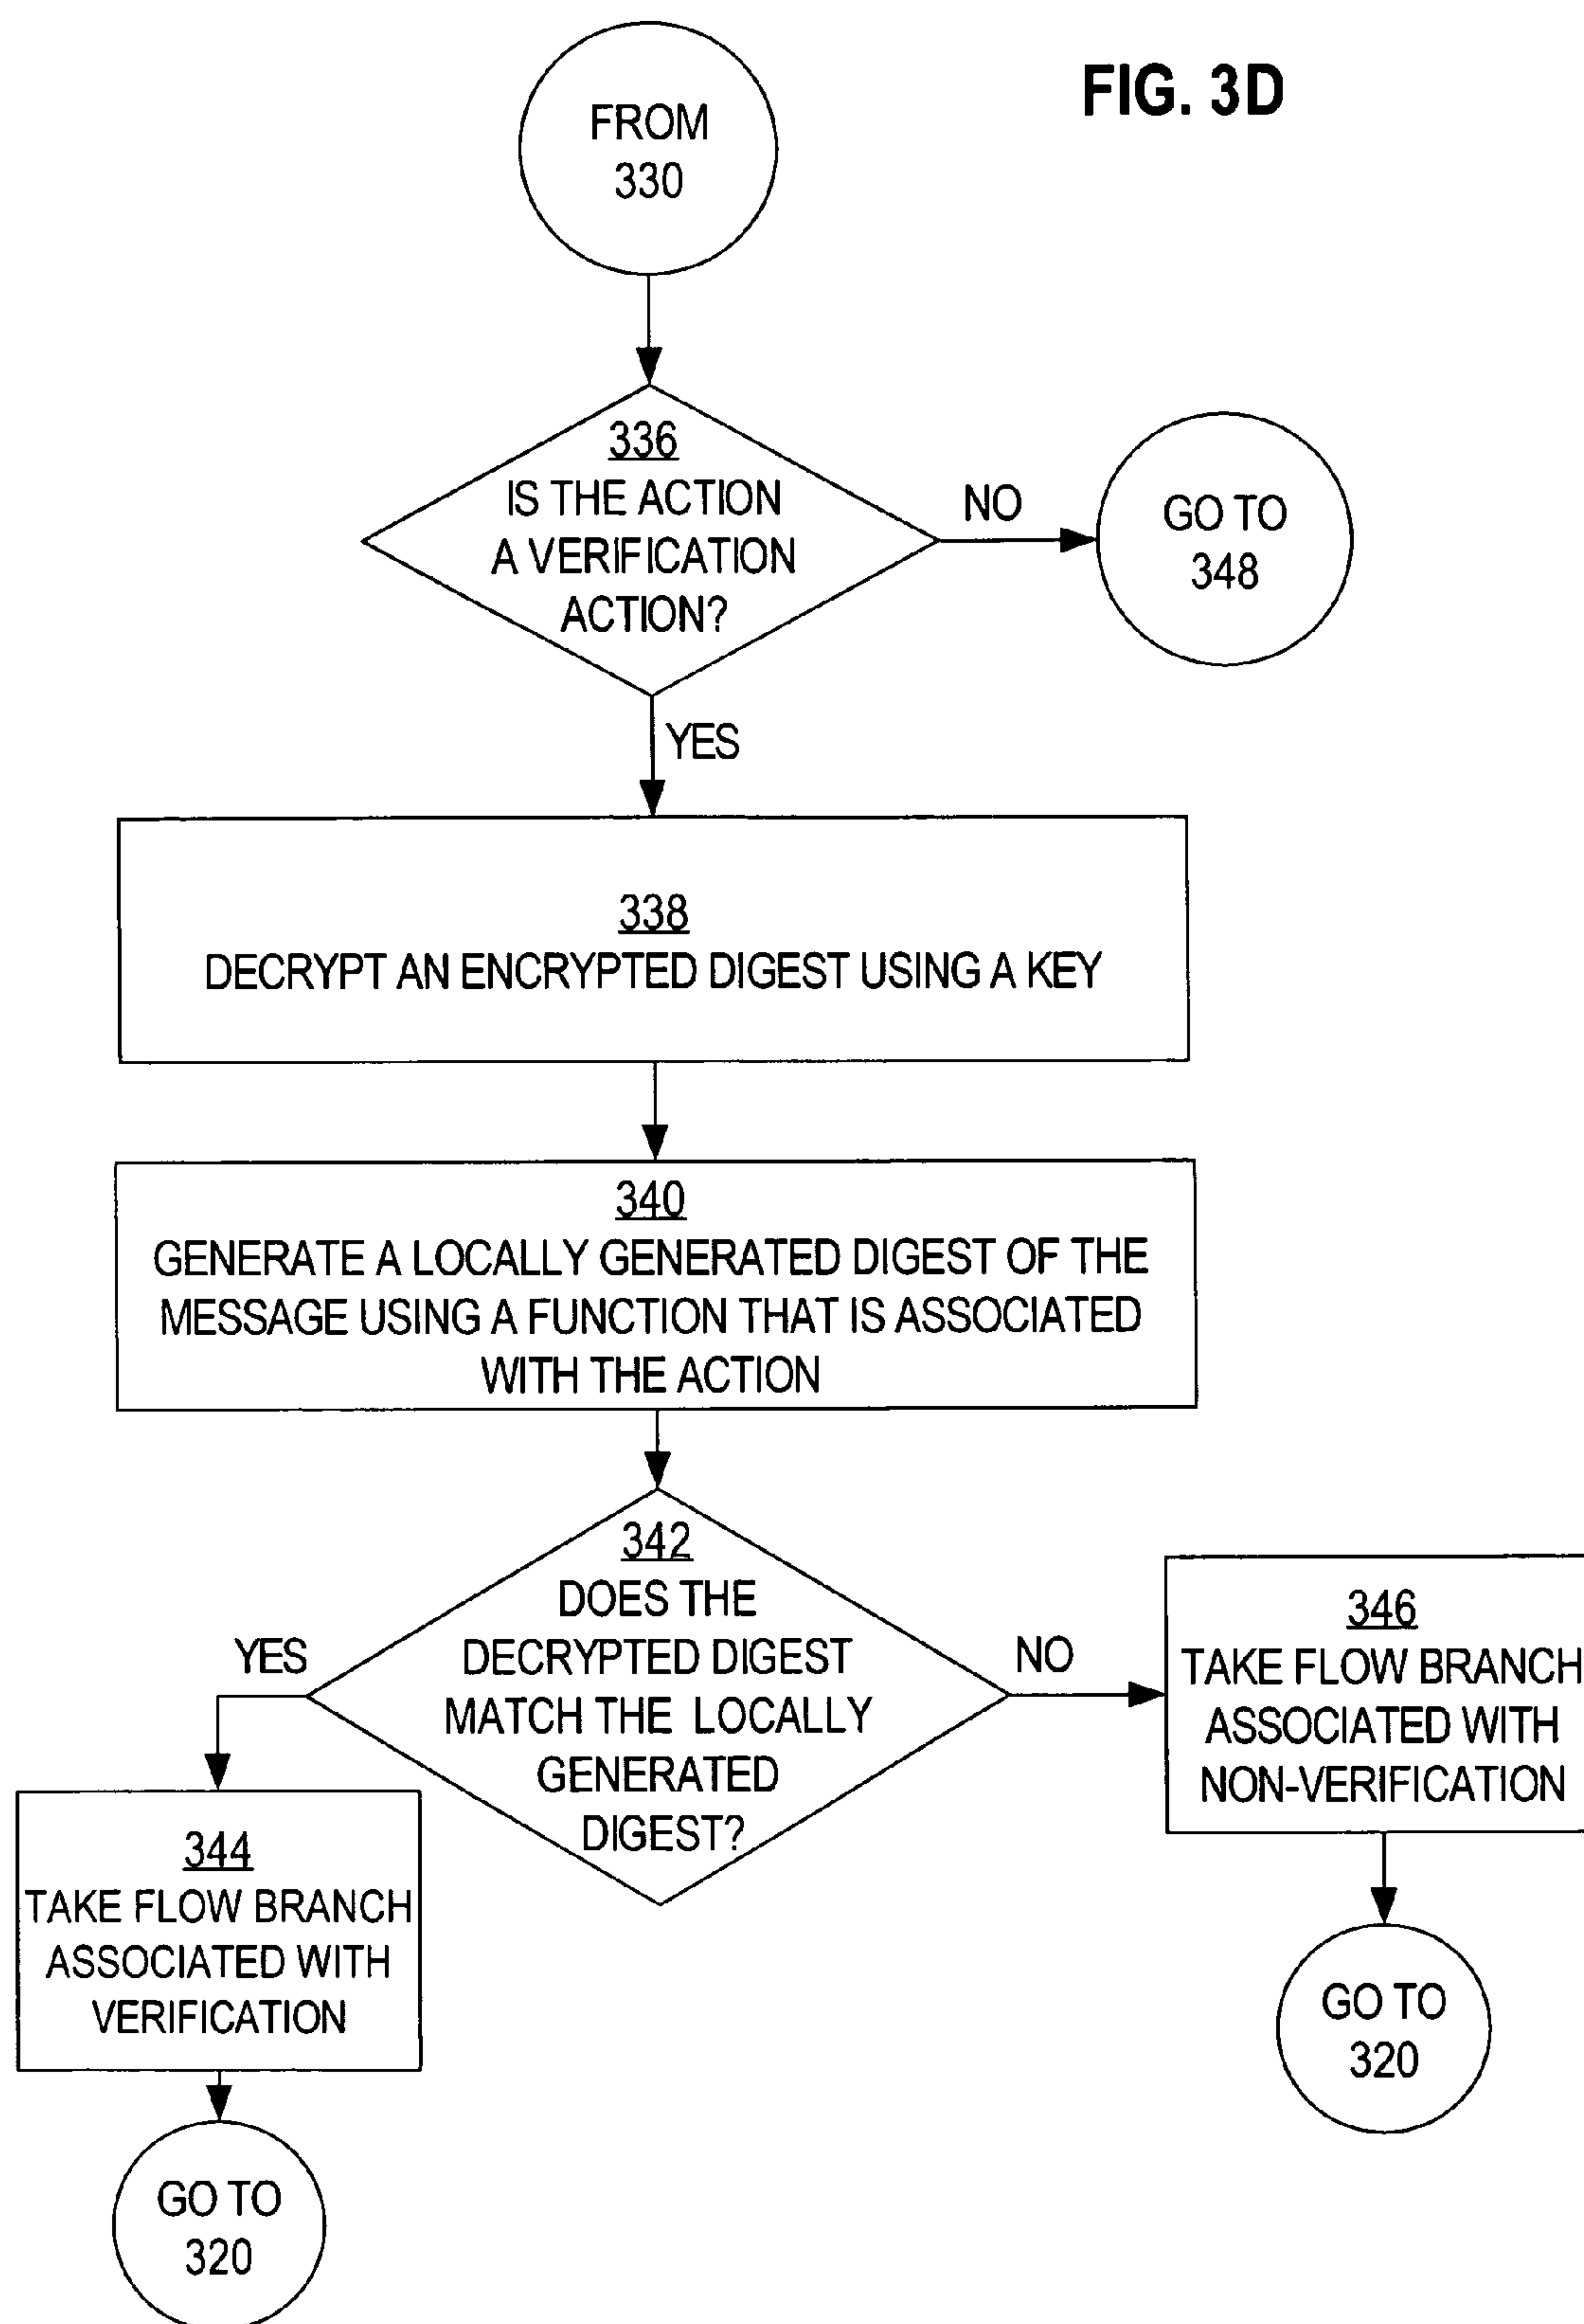 FIG. 3D
FROM
330
336
IS THE ACTION
A VERIFICATION
ACTION?
NO
GO TO
348
YES
338
DECRYPT AN ENCRYPTED DIGEST USING A KEY
340
GENERATE A LOCALLY GENERATED DIGEST OF THE
MESSAGE USING A FUNCTION THAT IS ASSOCIATED
WITH THE ACTION
342
DOES THE
DECRYPTED DIGEST
MATCH THE LOCALLY
GENERATED
DIGEST?
YES
NO
346
TAKE FLOW BRANCH
ASSOCIATED WITH
NON-VERIFICATION
344
TAKE FLOW BRANCH
ASSOCIATED WITH
VERIFICATION
GO TO
320
GO TO
320